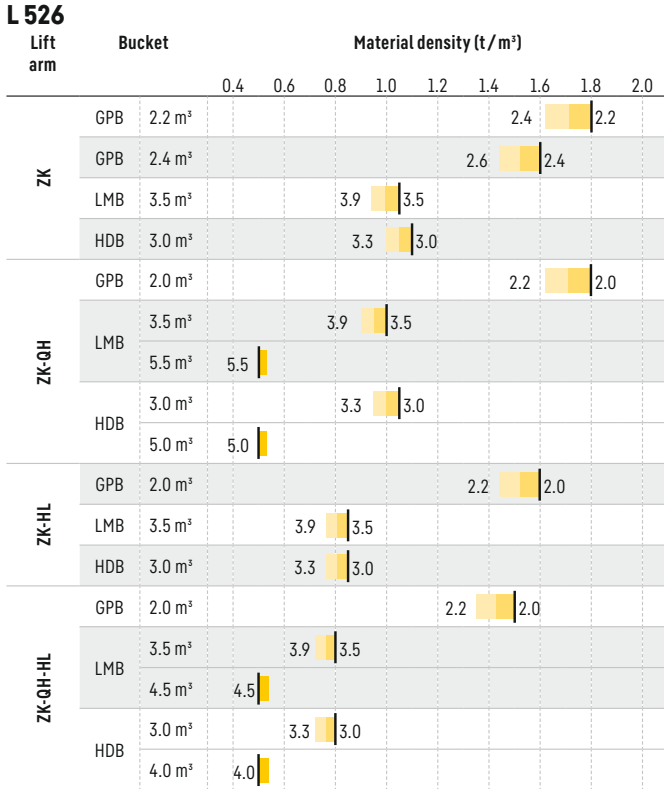 L 526
Lift arm Bucket Material density (t / m³)
0.4 0.6 0.8 1.0 1.2 1.4 1.6 1.8 2.0
ZK
GPB 2.2 m³ 2.4 2.2
GPB 2.4 m³ 2.6 2.4
LMB 3.5 m³ 3.9 3.5
HDB 3.0 m³ 3.3 3.0
ZK-QH
GPB 2.0 m³ 2.2 2.0
LMB
3.5 m³ 3.9 3.5
5.5 m³ 5.5
HDB
3.0 m³ 3.3 3.0
5.0 m³ 5.0
ZK-HL
GPB 2.0 m³ 2.2 2.0
LMB 3.5 m³ 3.9 3.5
HDB 3.0 m³ 3.3 3.0
ZK-QH-HL
GPB 2.0 m³ 2.2 2.0
LMB
3.5 m³ 3.9 3.5
4.5 m³ 4.5
HDB
3.0 m³ 3.3 3.0
4.0 m³ 4.0